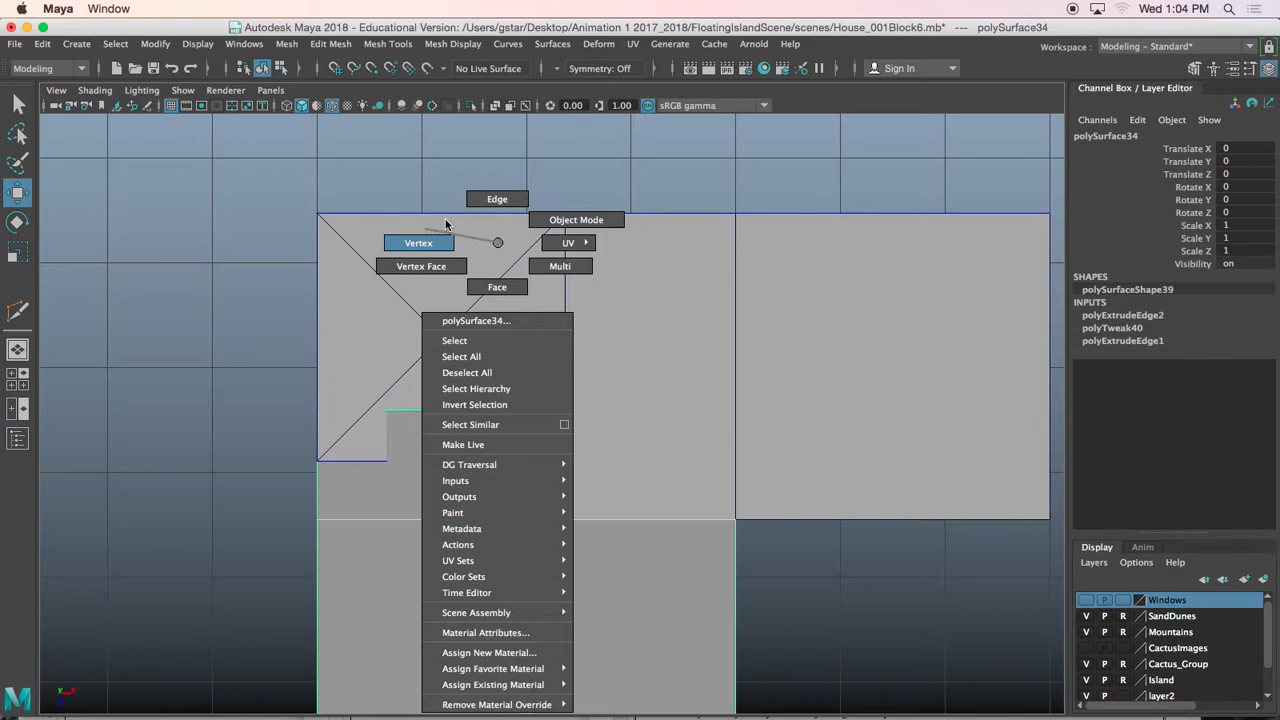 Maya Window Wed 1:04 PM
Autodesk Maya 2018 - Educational Version: /Users/gstar/Desktop/Animation 1 2017_2018/FloatingIslandScene/scenes/House_001Block6.mb* --- polySurface34
File Edit Create Select Modify Display Windows Mesh Edit Mesh Mesh Tools Mesh Display Curves Surfaces Deform UV Generate Cache Arnold Help Workspace : Modeling - Standard*
Modeling No Live Surface Symmetry: Off Sign In
View Shading Lighting Show Renderer Panels
0.00 1.00 sRGB gamma
Edge
Object Mode
Vertex UV
Vertex Face Multi
Face
polySurface34...
Select
Select All
Deselect All
Select Hierarchy
Invert Selection
Select Similar
Make Live
DG Traversal
Inputs
Outputs
Paint
Metadata
Actions
UV Sets
Color Sets
Time Editor
Scene Assembly
Material Attributes...
Assign New Material...
Assign Favorite Material
Assign Existing Material
Remove Material Override
Channel Box / Layer Editor
Channels Edit Object Show
polySurface34
Translate X 0
Translate Y 0
Translate Z 0
Rotate X 0
Rotate Y 0
Rotate Z 0
Scale X 1
Scale Y 1
Scale Z 1
Visibility on
SHAPES
polySurfaceShape39
INPUTS
polyExtrudeEdge2
polyTweak40
polyExtrudeEdge1
Display Anim
Layers Options Help
P Windows
V P R SandDunes
V P R Mountains
CactusImages
V P R Cactus_Group
V P R Island
V P layer2